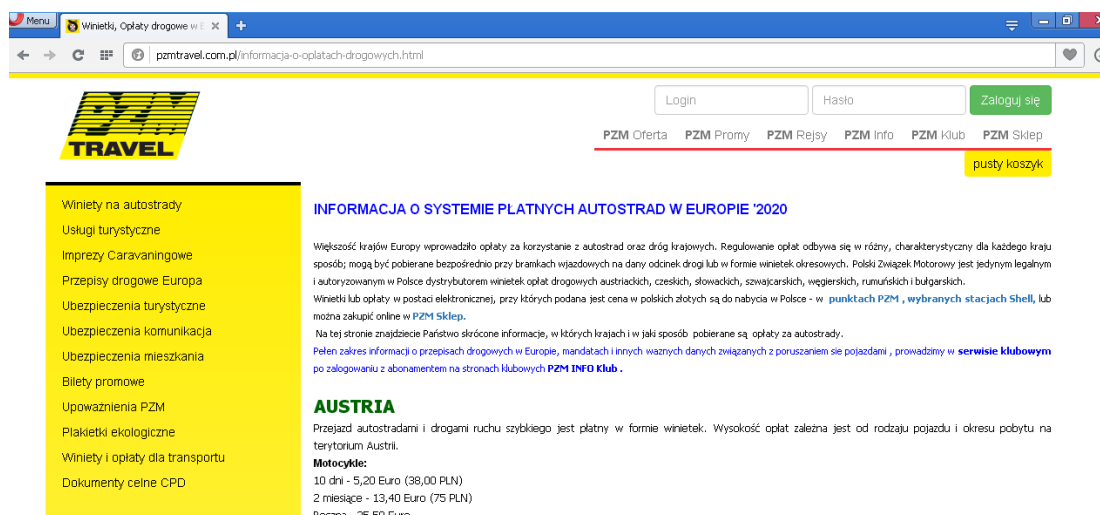 Menu
Winietki, Opłaty drogowe w E
pzmtravel.com.pl/informacja-o-oplatach-drogowych.html
PZM
TRAVEL
Login
Hasło
Zaloguj się
PZM Oferta PZM Promy PZM Rejsy PZM Info PZM Klub PZM Sklep
pusty koszyk
Winiety na autostrady
Usługi turystyczne
Imprezy Caravaningowe
Przepisy drogowe Europa
Ubezpieczenia turystyczne
Ubezpieczenia komunikacja
Ubezpieczenia mieszkania
Bilety promowe
Upoważnienia PZM
Plakietki ekologiczne
Winiety i opłaty dla transportu
Dokumenty celne CPD
INFORMACJA O SYSTEMIE PŁATNYCH AUTOSTRAD W EUROPIE '2020
Większość krajów Europy wprowadziło opłaty za korzystanie z autostrad oraz dróg krajowych. Regulowanie opłat odbywa się w różny, charakterystyczny dla każdego kraju
sposób; mogą być pobierane bezpośrednio przy bramkach wjazdowych na dany odcinek drogi lub w formie winietek okresowych. Polski Związek Motorowy jest jedynym legalnym
i autoryzowanym w Polsce dystrybutorem winietek opłat drogowych austriackich, czeskich, słowackich, szwajcarskich, węgierskich, rumuńskich i bułgarskich.
Winietki lub opłaty w postaci elektronicznej, przy których podana jest cena w polskich złotych są do nabycia w Polsce - w punktach PZM , wybranych stacjach Shell, lub
można zakupić online w PZM Sklep.
Na tej stronie znajdziecie Państwo skrócone informacje, w których krajach i w jaki sposób pobierane są opłaty za autostrady.
Pełen zakres informacji o przepisach drogowych w Europie, mandatach i innych waznych danych związanych z poruszaniem sie pojazdami , prowadzimy w serwisie klubowym
po zalogowaniu z abonamentem na stronach klubowych PZM INFO Klub .
AUSTRIA
Przejazd autostradami i drogami ruchu szybkiego jest płatny w formie winietek. Wysokość opłat zależna jest od rodzaju pojazdu i okresu pobytu na
terytorium Austrii.
Motocykle:
10 dni - 5,20 Euro (38,00 PLN)
2 miesiące - 13,40 Euro (75 PLN)